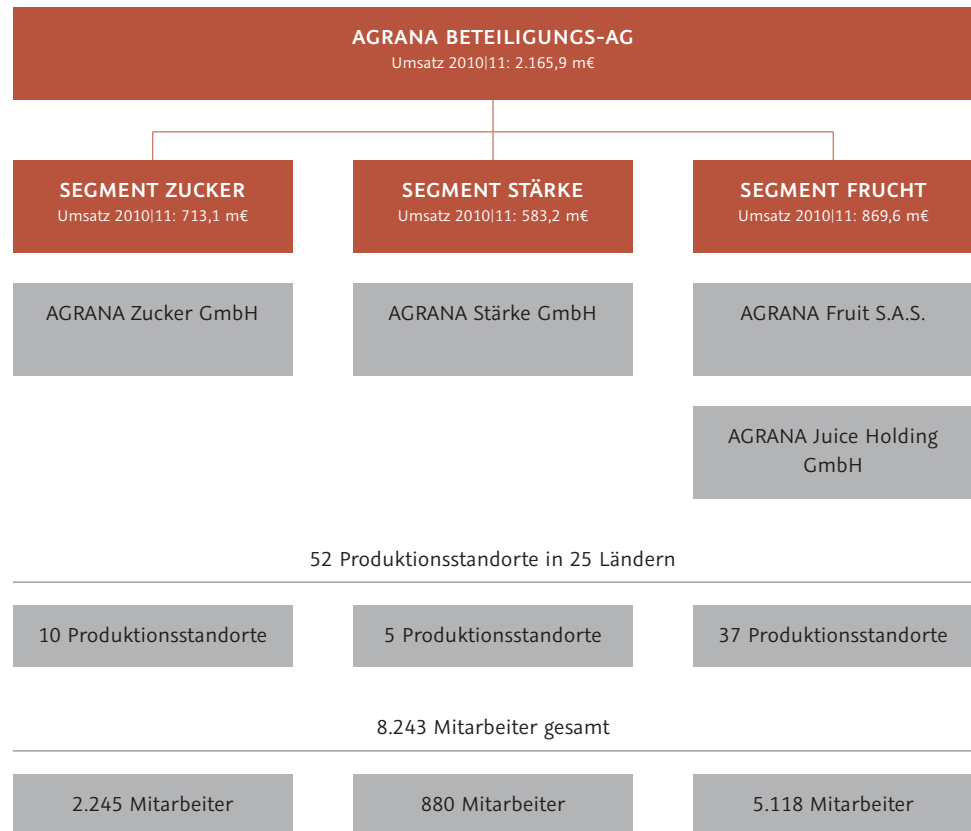 AGRANA BETEILIGUNGS-AG
Umsatz 2010|11: 2.165,9 m€
SEGMENT ZUCKER
Umsatz 2010|11: 713,1 m€
SEGMENT STÄRKE
Umsatz 2010|11: 583,2 m€
SEGMENT FRUCHT
Umsatz 2010|11: 869,6 m€
AGRANA Zucker GmbH
AGRANA Stärke GmbH
AGRANA Fruit S.A.S.
AGRANA Juice Holding
GmbH
52 Produktionsstandorte in 25 Ländern
10 Produktionsstandorte
5 Produktionsstandorte
37 Produktionsstandorte
8.243 Mitarbeiter gesamt
2.245 Mitarbeiter
880 Mitarbeiter
5.118 Mitarbeiter